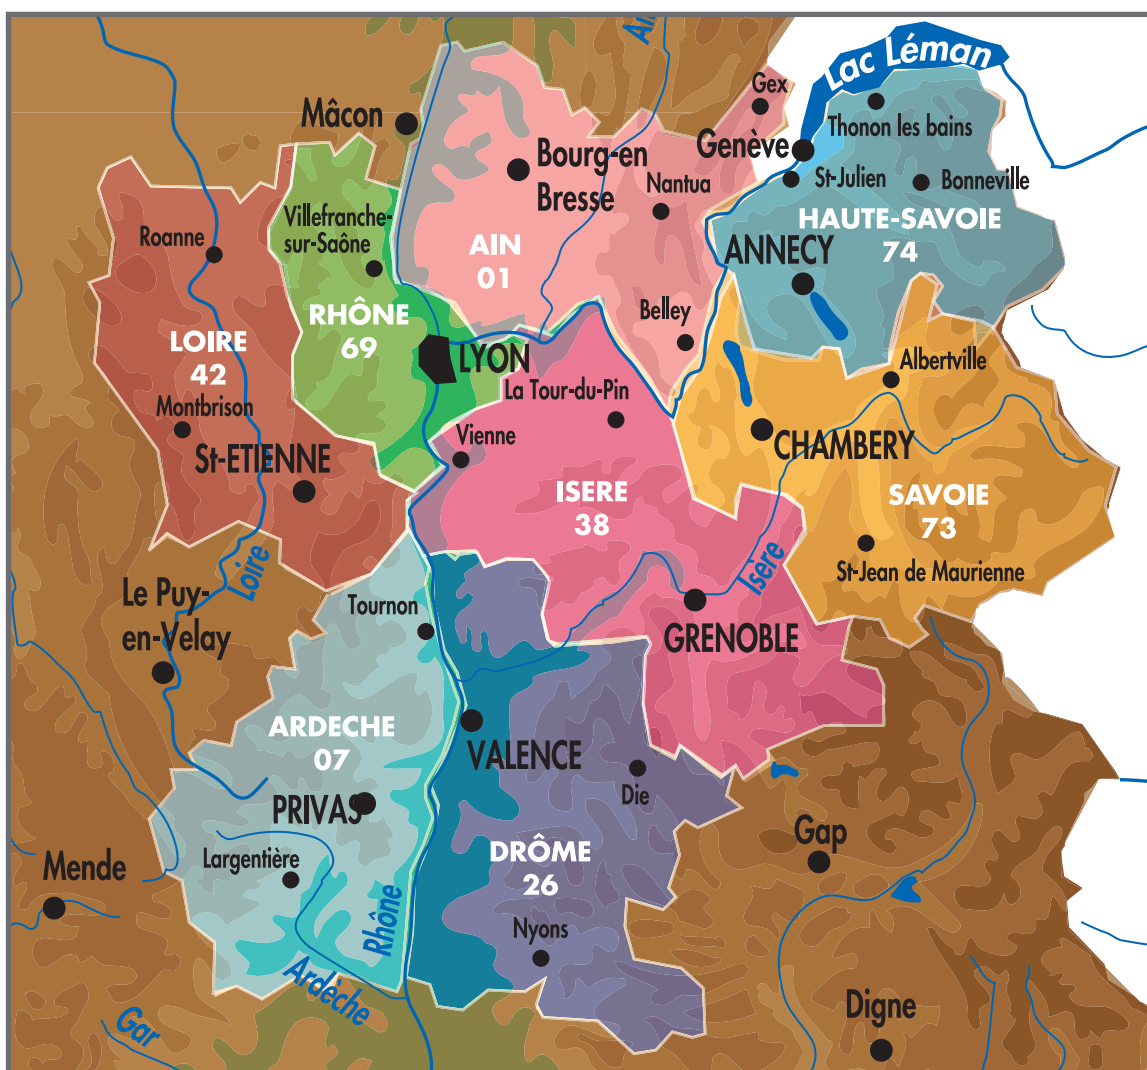 Ain
Lac Léman
Gex
Mâcon
Thonon les bains
Genève
Bourg-en
Bresse
Nantua
St-Julien
Bonneville
Villefranche-
sur-Saône
HAUTE-SAVOIE
74
Roanne
AIN
01
ANNECY
RHÔNE
69
Belley
LOIRE
42
LYON
Albertville
La Tour-du-Pin
Montbrison
Vienne
CHAMBERY
St-ETIENNE
ISERE
38
SAVOIE
73
Loire
Isère
St-Jean de Maurienne
Le Puy-
en-Velay
Tournon
GRENOBLE
ARDECHE
07
VALENCE
Die
PRIVAS
Gap
Largentière
DRÔME
26
Mende
Rhône
Nyons
Ardèche
Gar
Digne